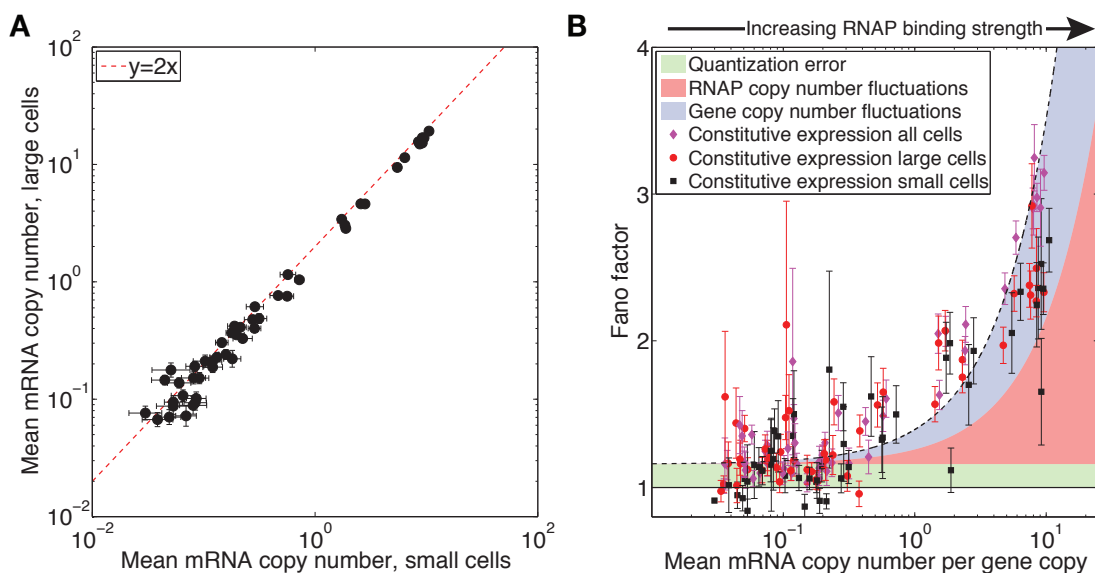 A
10^2
10^1
10^0
10^-1
10^-2
10^-2
10^0
10^2
y=2x
Mean mRNA copy number, large cells
Mean mRNA copy number, small cells
B
Increasing RNAP binding strength
4
3
2
1
Fano factor
Quantization error
RNAP copy number fluctuations
Gene copy number fluctuations
Constitutive expression all cells
Constitutive expression large cells
Constitutive expression small cells
10^-1
10^0
10^1
Mean mRNA copy number per gene copy